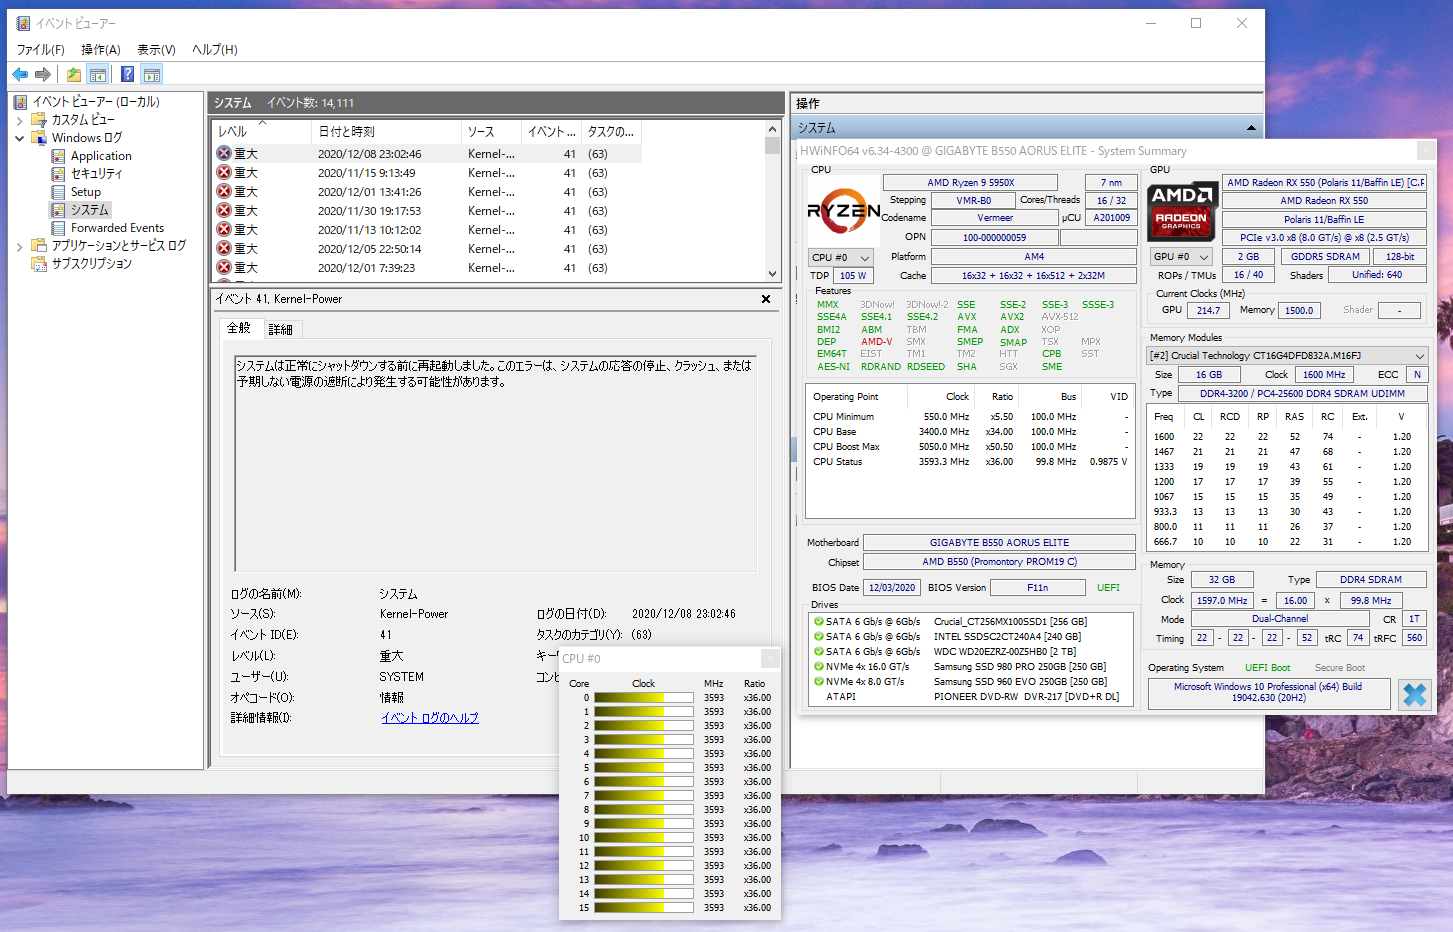 イベント ビューアー
ファイル(F) 操作(A) 表示(V) ヘルプ(H)
イベント ビューアー (ローカル)
カスタム ビュー
Windows ログ
Application
セキュリティ
Setup
システム
Forwarded Events
アプリケーションとサービス ログ
サブスクリプション
システム イベント数: 14,111
レベル 日付と時刻 ソース イベント ... タスクの...
重大 2020/12/08 23:02:46 Kernel-... 41 (63)
重大 2020/11/15 9:13:49 Kernel-... 41 (63)
重大 2020/12/01 13:41:26 Kernel-... 41 (63)
重大 2020/11/30 19:17:53 Kernel-... 41 (63)
重大 2020/11/13 10:12:02 Kernel-... 41 (63)
重大 2020/12/05 22:50:14 Kernel-... 41 (63)
重大 2020/12/01 7:39:23 Kernel-... 41 (63)
イベント 41, Kernel-Power
全般 詳細
システムは正常にシャットダウンする前に再起動しました。このエラーは、システムの応答の停止、クラッシュ、または
予期しない電源の遮断により発生する可能性があります。
ログの名前(M): システム
ソース(S): Kernel-Power ログの日付(D): 2020/12/08 23:02:46
イベント ID(E): 41 タスクのカテゴリ(Y): (63)
レベル(L): 重大 キー
ユーザー(U): SYSTEM コンピ
オペコード(O): 情報
詳細情報(I): イベント ログのヘルプ
操作
システム
HWiNFO64 v6.34-4300 @ GIGABYTE B550 AORUS ELITE - System Summary
CPU
RYZEN
AMD Ryzen 9 5950X 7 nm
Stepping VMR-B0 Cores/Threads 16 / 32
Codename Vermeer µCU A201009
OPN 100-000000059
CPU #0 Platform AM4
TDP 105 W Cache 16x32 + 16x32 + 16x512 + 2x32M
Features
MMX 3DNow! 3DNow!-2 SSE SSE-2 SSE-3 SSSE-3
SSE4A SSE4.1 SSE4.2 AVX AVX2 AVX-512
BMI2 ABM TBM FMA ADX XOP
DEP AMD-V SMX SMEP SMAP TSX MPX
EM64T EIST TM1 TM2 HTT CPB SST
AES-NI RDRAND RDSEED SHA SGX SME
Operating Point Clock Ratio Bus VID
CPU Minimum 550.0 MHz x5.50 100.0 MHz -
CPU Base 3400.0 MHz x34.00 100.0 MHz -
CPU Boost Max 5050.0 MHz x50.50 100.0 MHz -
CPU Status 3593.3 MHz x36.00 99.8 MHz 0.9875 V
Motherboard GIGABYTE B550 AORUS ELITE
Chipset AMD B550 (Promontory PROM19 C)
BIOS Date 12/03/2020 BIOS Version F11n UEFI
Drives
SATA 6 Gb/s @ 6Gb/s Crucial_CT256MX100SSD1 [256 GB]
SATA 6 Gb/s @ 6Gb/s INTEL SSDSC2CT240A4 [240 GB]
SATA 6 Gb/s @ 6Gb/s WDC WD20EZRZ-00Z5HB0 [2 TB]
NVMe 4x 16.0 GT/s Samsung SSD 980 PRO 250GB [250 GB]
NVMe 4x 8.0 GT/s Samsung SSD 960 EVO 250GB [250 GB]
ATAPI PIONEER DVD-RW DVR-217 [DVD+R DL]
GPU
AMD
RADEON
GRAPHICS
AMD Radeon RX 550 (Polaris 11/Baffin LE) [C.F
AMD Radeon RX 550
Polaris 11/Baffin LE
PCIe v3.0 x8 (8.0 GT/s) @ x8 (2.5 GT/s)
GPU #0 2 GB GDDR5 SDRAM 128-bit
ROPs / TMUs 16 / 40 Shaders Unified: 640
Current Clocks (MHz)
GPU 214.7 Memory 1500.0 Shader -
Memory Modules
[#2] Crucial Technology CT16G4DFD832A.M16FJ
Size 16 GB Clock 1600 MHz ECC N
Type DDR4-3200 / PC4-25600 DDR4 SDRAM UDIMM
Freq CL RCD RP RAS RC Ext. V
1600 22 22 22 52 74 - 1.20
1467 21 21 21 47 68 - 1.20
1333 19 19 19 43 61 - 1.20
1200 17 17 17 39 55 - 1.20
1067 15 15 15 35 49 - 1.20
933.3 13 13 13 30 43 - 1.20
800.0 11 11 11 26 37 - 1.20
666.7 10 10 10 22 31 - 1.20
Memory
Size 32 GB Type DDR4 SDRAM
Clock 1597.0 MHz = 16.00 x 99.8 MHz
Mode Dual-Channel CR 1T
Timing 22 - 22 - 22 - 52 tRC 74 tRFC 560
Operating System UEFI Boot Secure Boot
Microsoft Windows 10 Professional (x64) Build
19042.630 (20H2)
CPU #0
Core Clock MHz Ratio
0 3593 x36.00
1 3593 x36.00
2 3593 x36.00
3 3593 x36.00
4 3593 x36.00
5 3593 x36.00
6 3593 x36.00
7 3593 x36.00
8 3593 x36.00
9 3593 x36.00
10 3593 x36.00
11 3593 x36.00
12 3593 x36.00
13 3593 x36.00
14 3593 x36.00
15 3593 x36.00